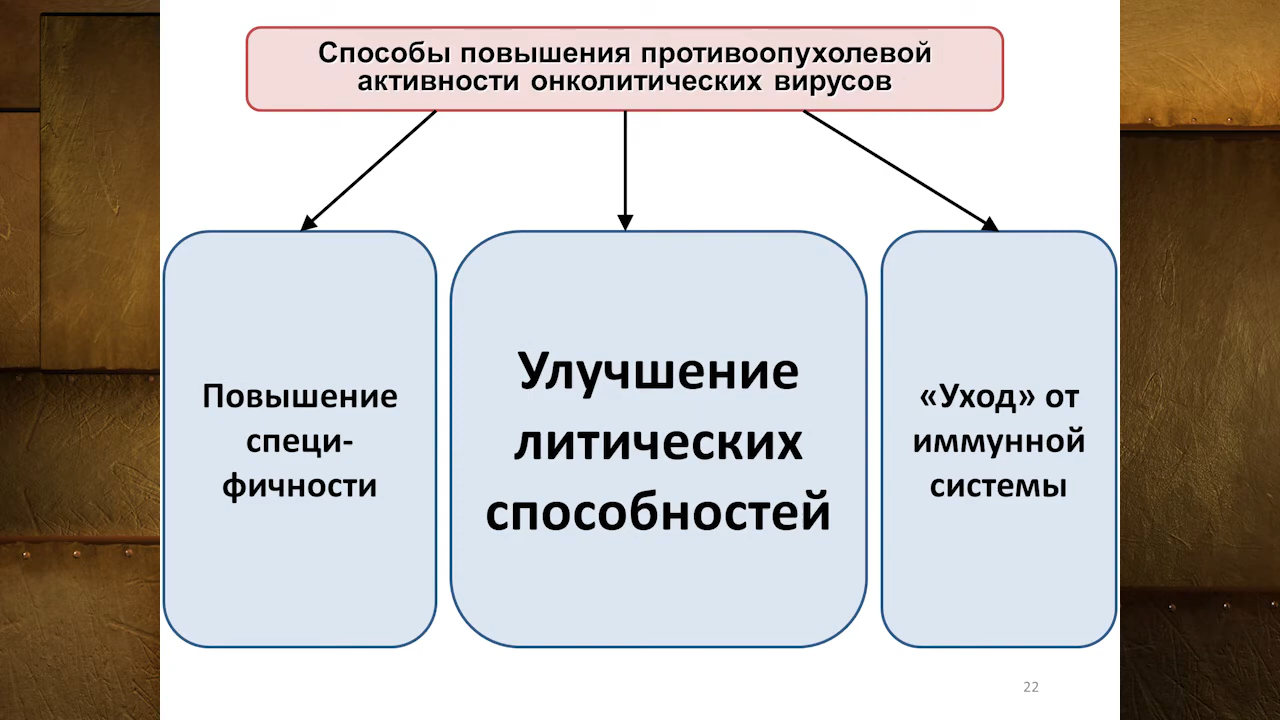 Способы повышения противоопухолевой
активности онколитических вирусов
Повышение
специ-
фичности
Улучшение
литических
способностей
«Уход» от
иммунной
системы
22